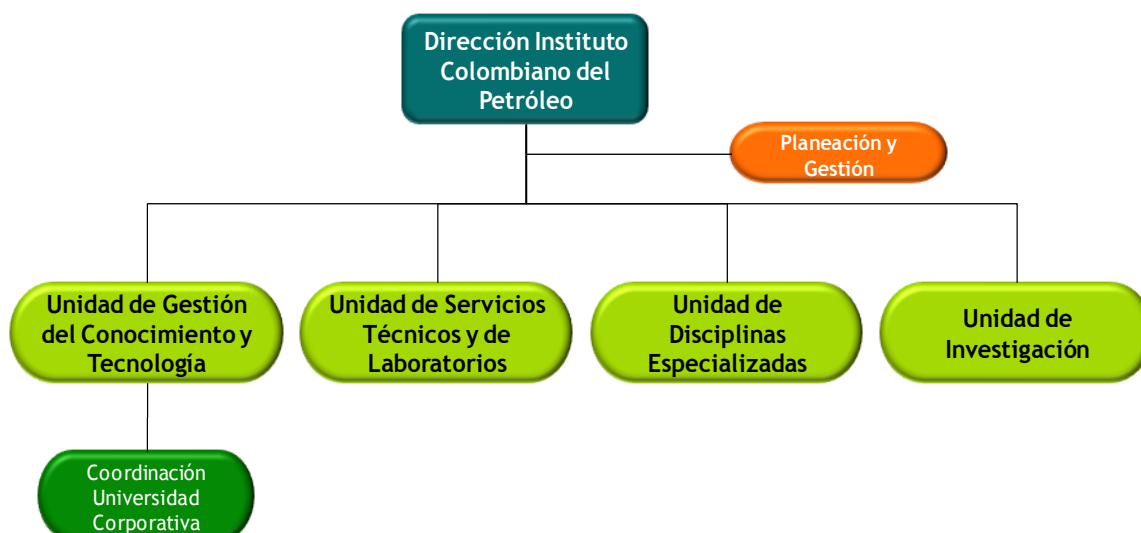 Dirección Instituto
Colombiano del
Petróleo
Planeación y
Gestión
Unidad de Gestión
del Conocimiento y
Tecnología
Unidad de Servicios
Técnicos y de
Laboratorios
Unidad de
Disciplinas
Especializadas
Unidad de
Investigación
Coordinación
Universidad
Corporativa